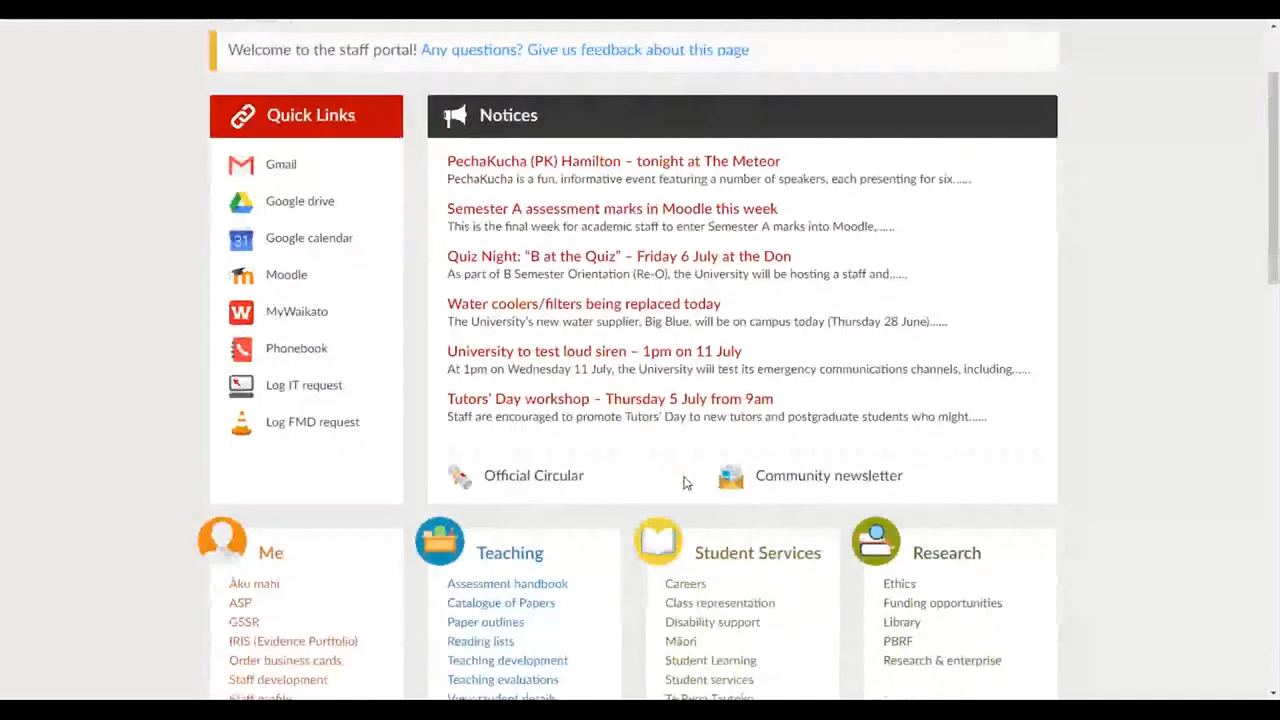 Welcome to the staff portal! Any questions? Give us feedback about this page
Quick Links
Gmail
Google drive
31 Google calendar
Moodle
W MyWaikato
Phonebook
Log IT request
Log FMD request
Notices
PechaKucha (PK) Hamilton – tonight at The Meteor
PechaKucha is a fun, informative event featuring a number of speakers, each presenting for six......
Semester A assessment marks in Moodle this week
This is the final week for academic staff to enter Semester A marks into Moodle,......
Quiz Night: “B at the Quiz” – Friday 6 July at the Don
As part of B Semester Orientation (Re-O), the University will be hosting a staff and,.....
Water coolers/filters being replaced today
The University’s new water supplier, Big Blue, will be on campus today (Thursday 28 June)......
University to test loud siren – 1pm on 11 July
At 1pm on Wednesday 11 July, the University will test its emergency communications channels, including......
Tutors’ Day workshop – Thursday 5 July from 9am
Staff are encouraged to promote Tutors’ Day to new tutors and postgraduate students who might......
Official Circular
Community newsletter
Me
Āku mahi
ASP
GSSR
IRIS (Evidence Portfolio)
Order business cards
Staff development
Staff profile
Teaching
Assessment handbook
Catalogue of Papers
Paper outlines
Reading lists
Teaching development
Teaching evaluations
View student details
Student Services
Careers
Class representation
Disability support
Māori
Student Learning
Student services
Research
Ethics
Funding opportunities
Library
PBRF
Research & enterprise